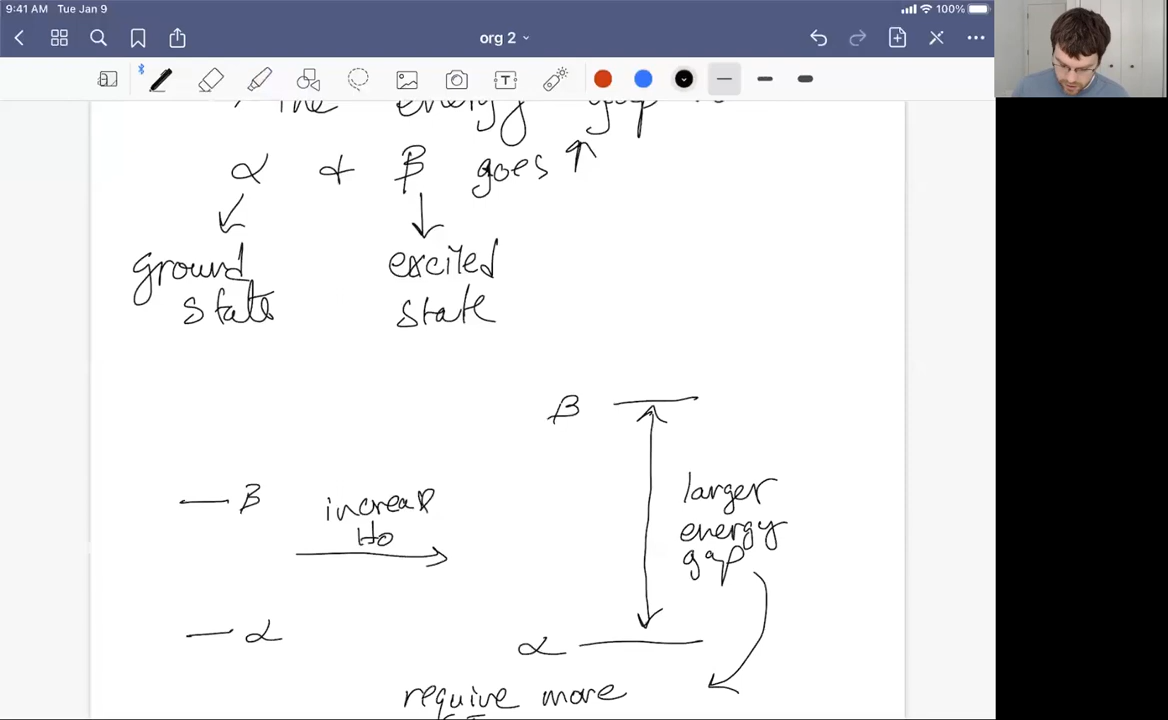 9:41 AM Tue Jan 9
100%
org 2
T
the energy gap
α + β goes ↑
ground
state
excited
state
β
larger
β
increase
energy
Ho
gap
α
α
require more